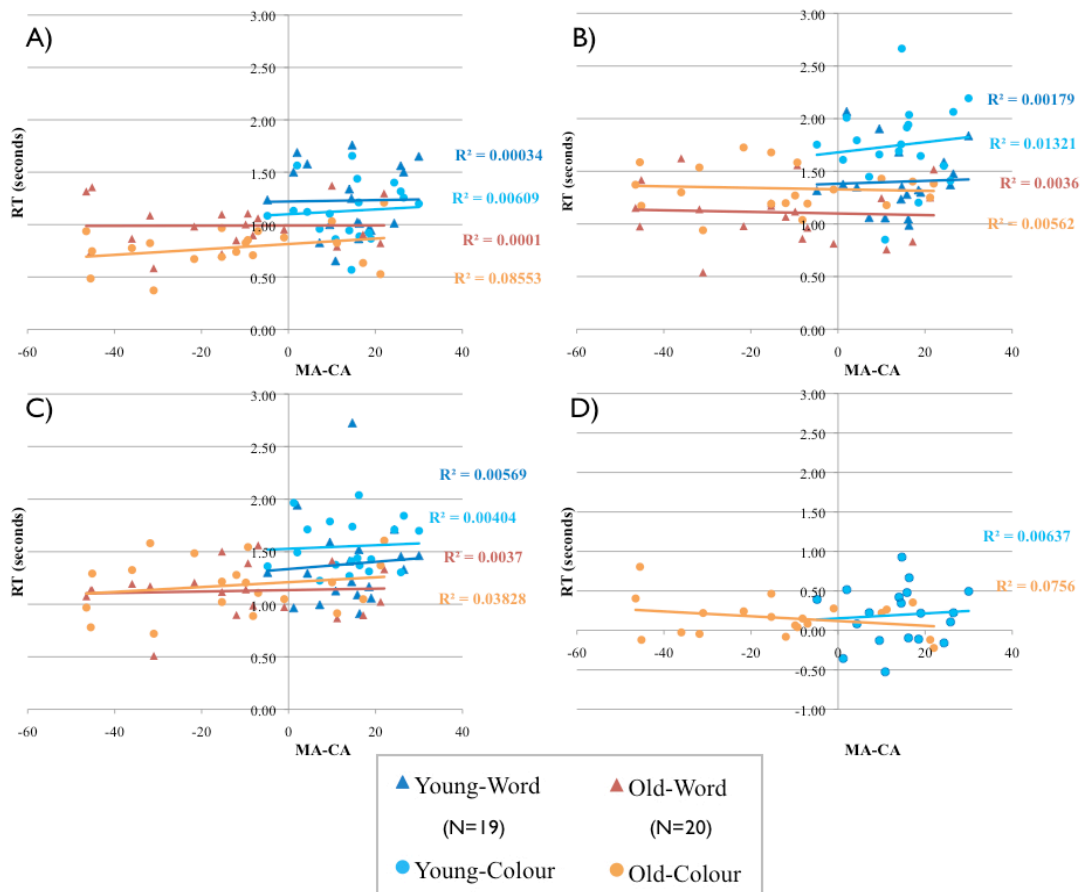 A)
3.00
2.50
2.00
1.50
1.00
0.50
0.00
RT (seconds)
-60 -40 -20 0 20 40
MA-CA
R² = 0.00034
R² = 0.00609
R² = 0.0001
R² = 0.08553
B)
3.00
2.50
2.00
1.50
1.00
0.50
0.00
RT (seconds)
-60 -40 -20 0 20 40
MA-CA
R² = 0.00179
R² = 0.01321
R² = 0.0036
R² = 0.00562
C)
3.00
2.50
2.00
1.50
1.00
0.50
0.00
RT (seconds)
-60 -40 -20 0 20 40
MA-CA
R² = 0.00569
R² = 0.00404
R² = 0.0037
R² = 0.03828
D)
3.00
1.00
0.50
0.00
-0.50
-1.00
RT (seconds)
-60 -40 -20 0 20 40
MA-CA
R² = 0.00637
R² = 0.0756
Young-Word Old-Word
(N=19) (N=20)
Young-Colour Old-Colour